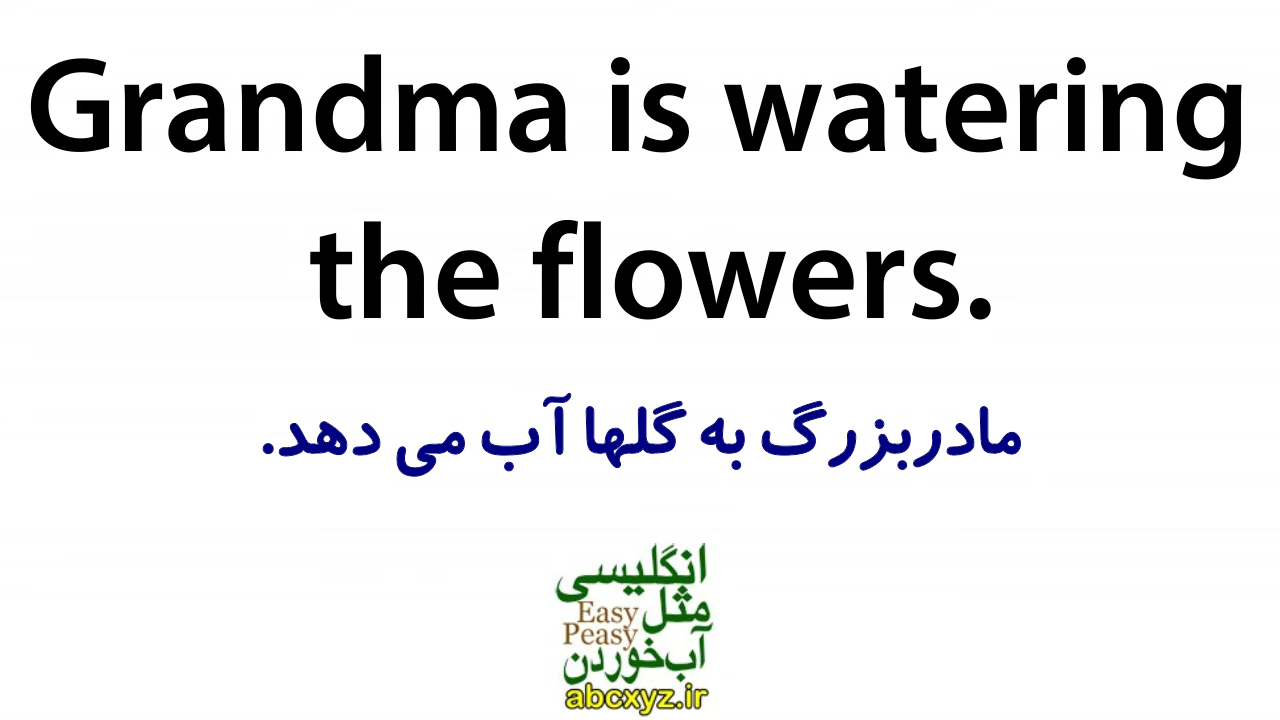 Grandma is watering
the flowers.
مادربزرگ به گلها آب می دهد.
انگلیسی
مثل
Easy
Peasy
آب‌خوردن
abcxyz.ir